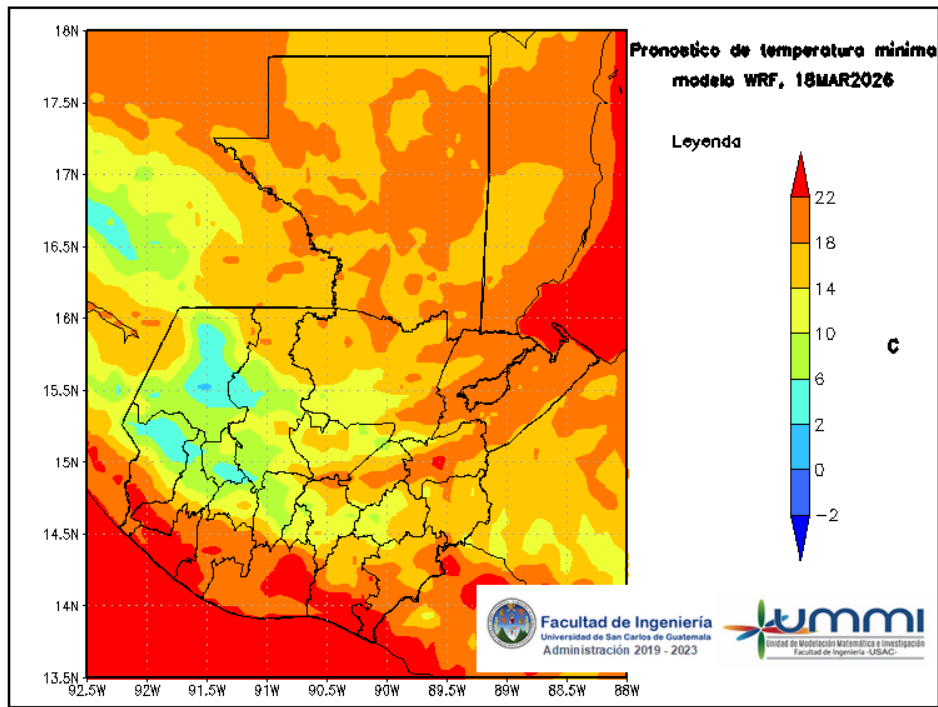 Pronostico de temperatura minima
modelo WRF, 18MAR2026
Leyenda
22
18
14
10
6
2
0
−2
C
18N
17.5N
17N
16.5N
16N
15.5N
15N
14.5N
14N
13.5N
92.5W
92W
91.5W
91W
90.5W
90W
89.5W
89W
88.5W
88W
Facultad de Ingeniería
Universidad de San Carlos de Guatemala
Administración 2019 - 2023
ummi
Unidad de Modelación Matemática e Investigación
Facultad de Ingeniería -USAC-